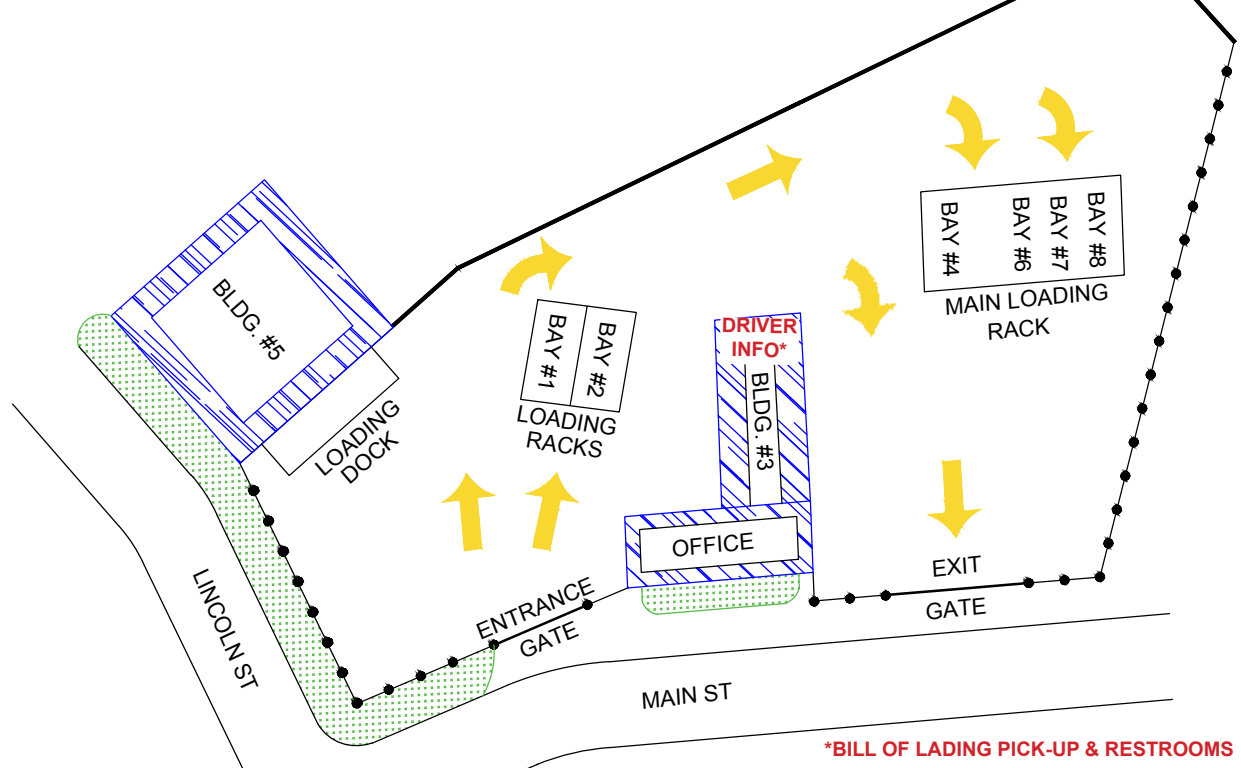 BLDG. #5
LOADING
DOCK
BAY #1
BAY #2
LOADING
RACKS
DRIVER
INFO*
BLDG. #3
OFFICE
BAY #4
BAY #6
BAY #7
BAY #8
MAIN LOADING
RACK
LINCOLN ST
ENTRANCE
GATE
EXIT
GATE
MAIN ST
*BILL OF LADING PICK-UP & RESTROOMS